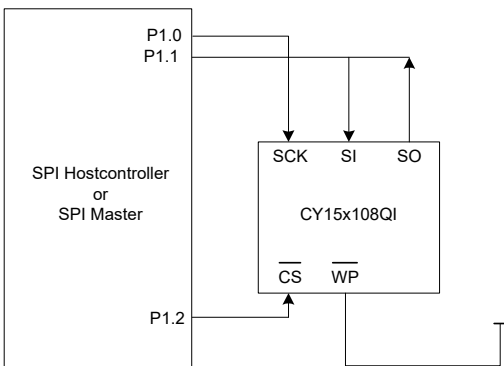 P1.0
P1.1
SPI Hostcontroller
or
SPI Master
SCK SI SO
CY15x108QI
CS WP
P1.2